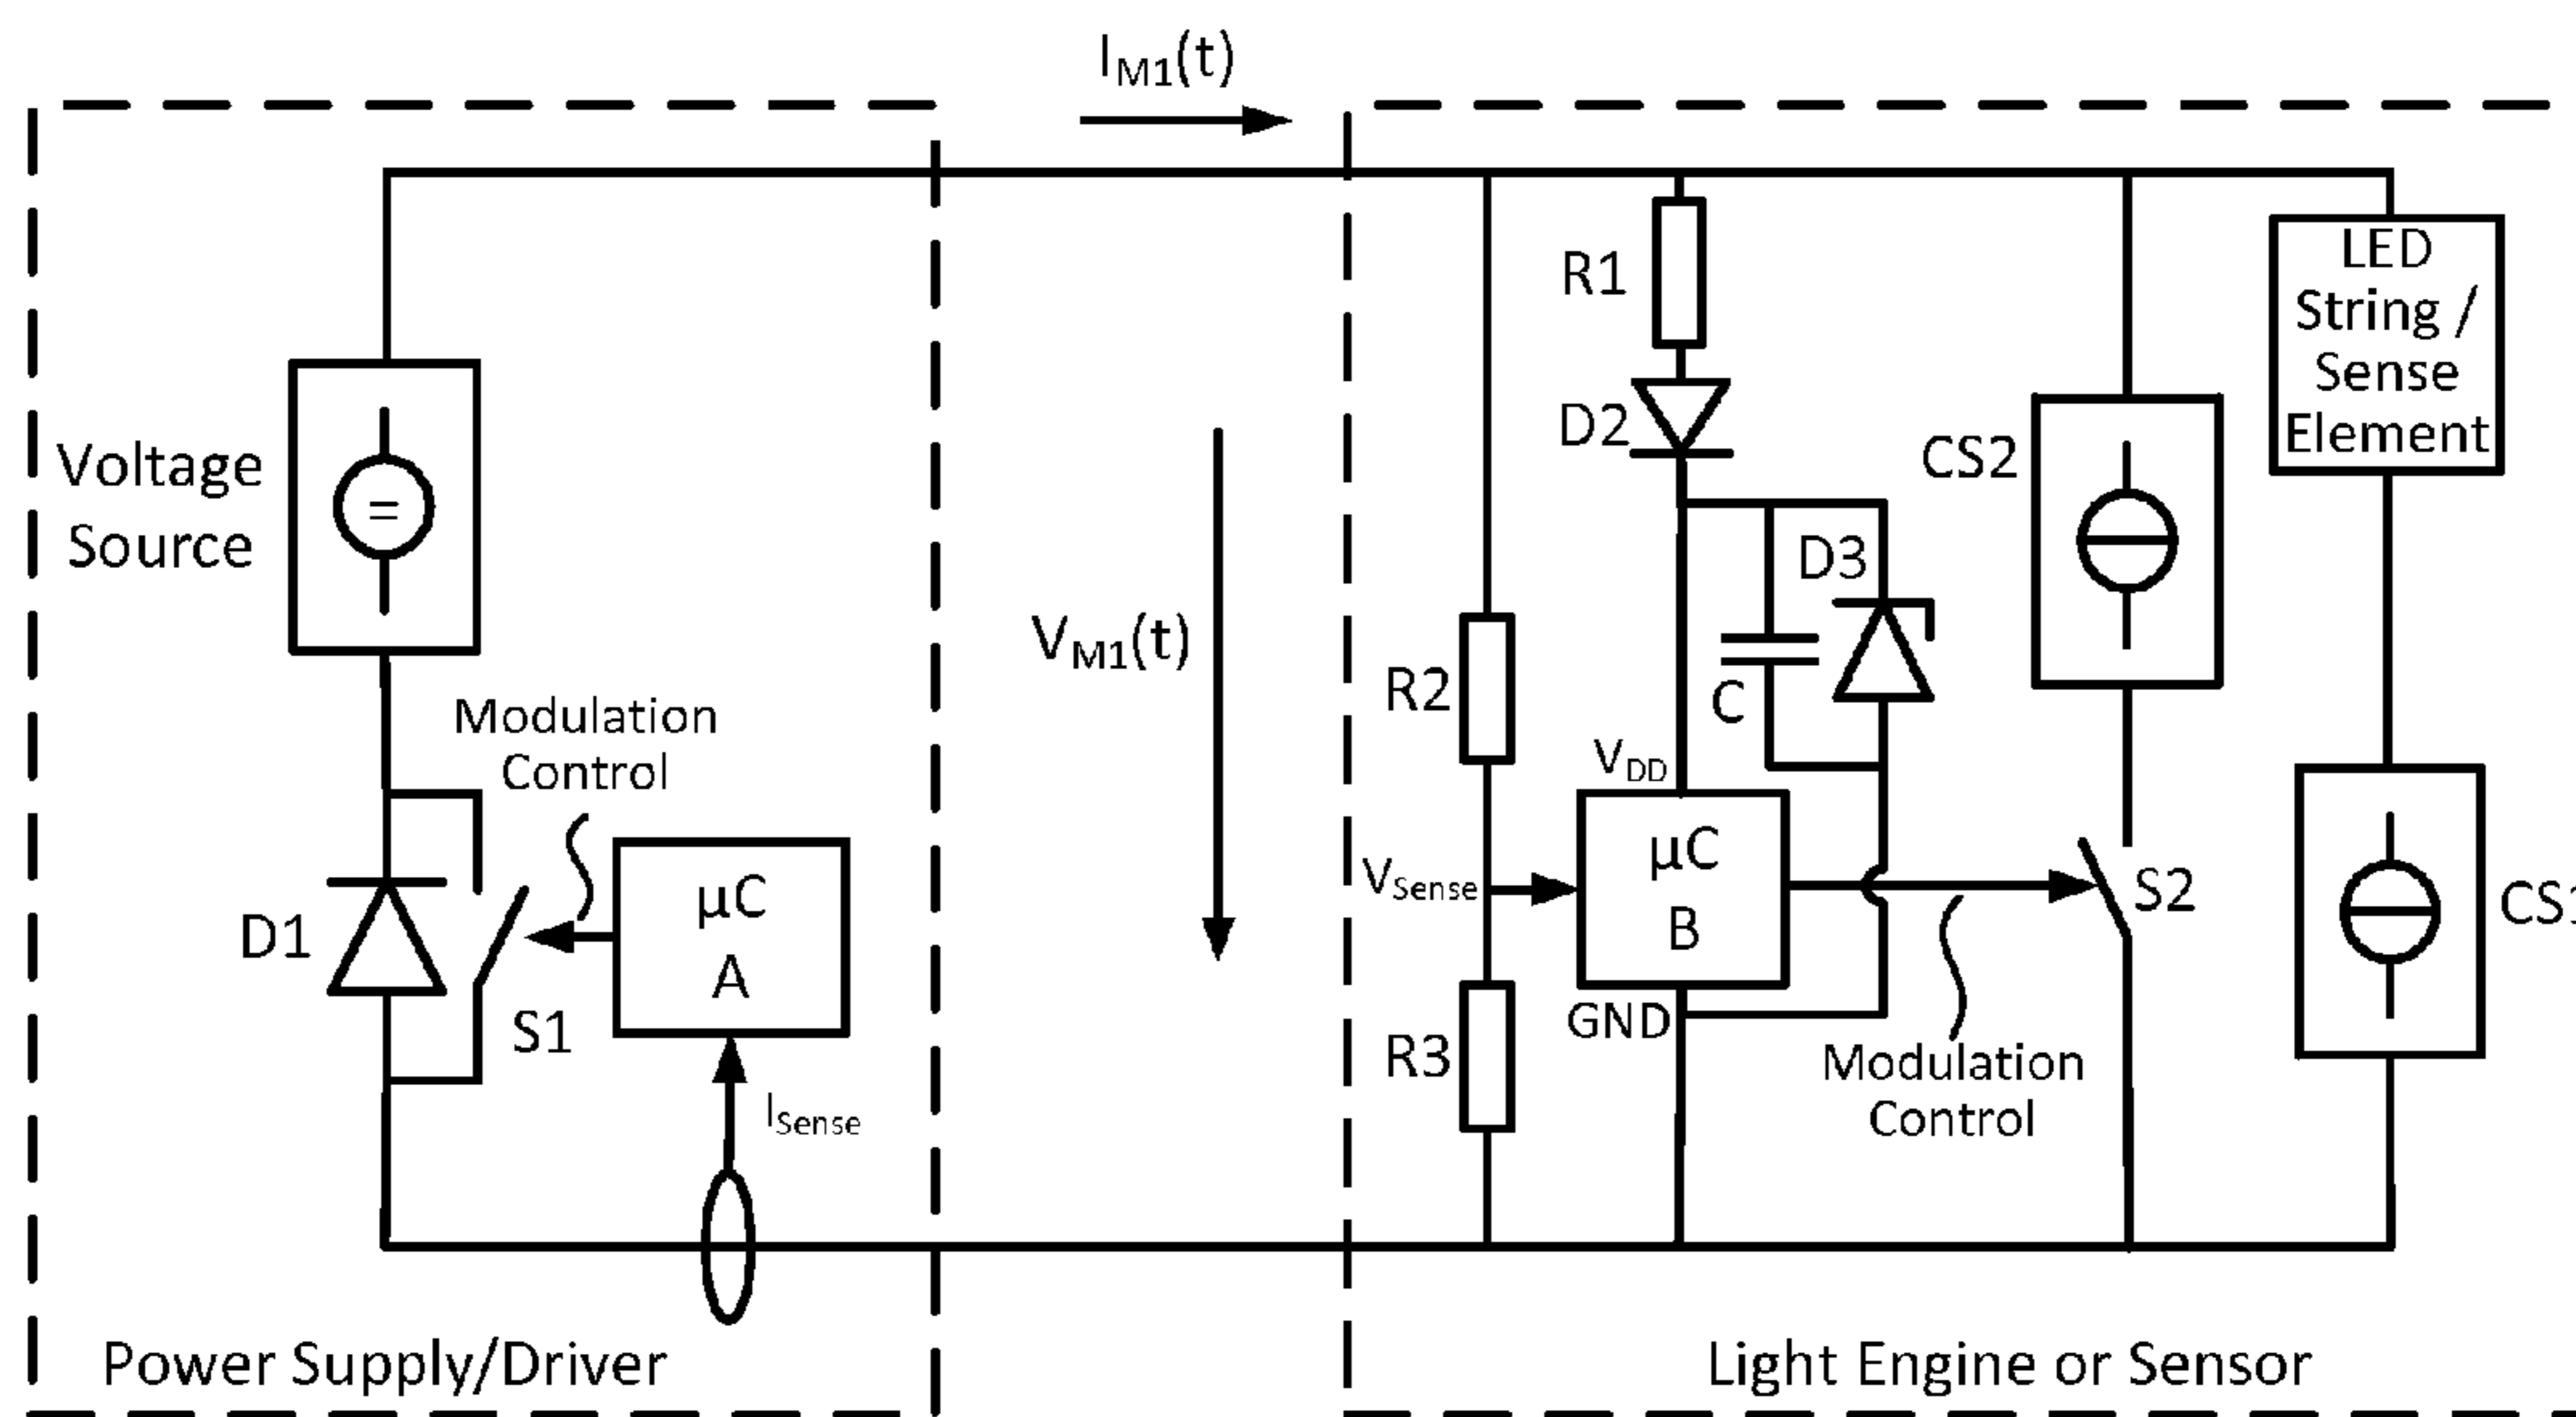 I_M1(t)
Voltage
Source
=
Modulation
Control
D1
S1
µC
A
I_Sense
Power Supply/Driver
V_M1(t)
R1
D2
D3
C
R2
V_DD
V_Sense
µC
B
GND
R3
CS2
S2
Modulation
Control
LED
String /
Sense
Element
CS1
Light Engine or Sensor